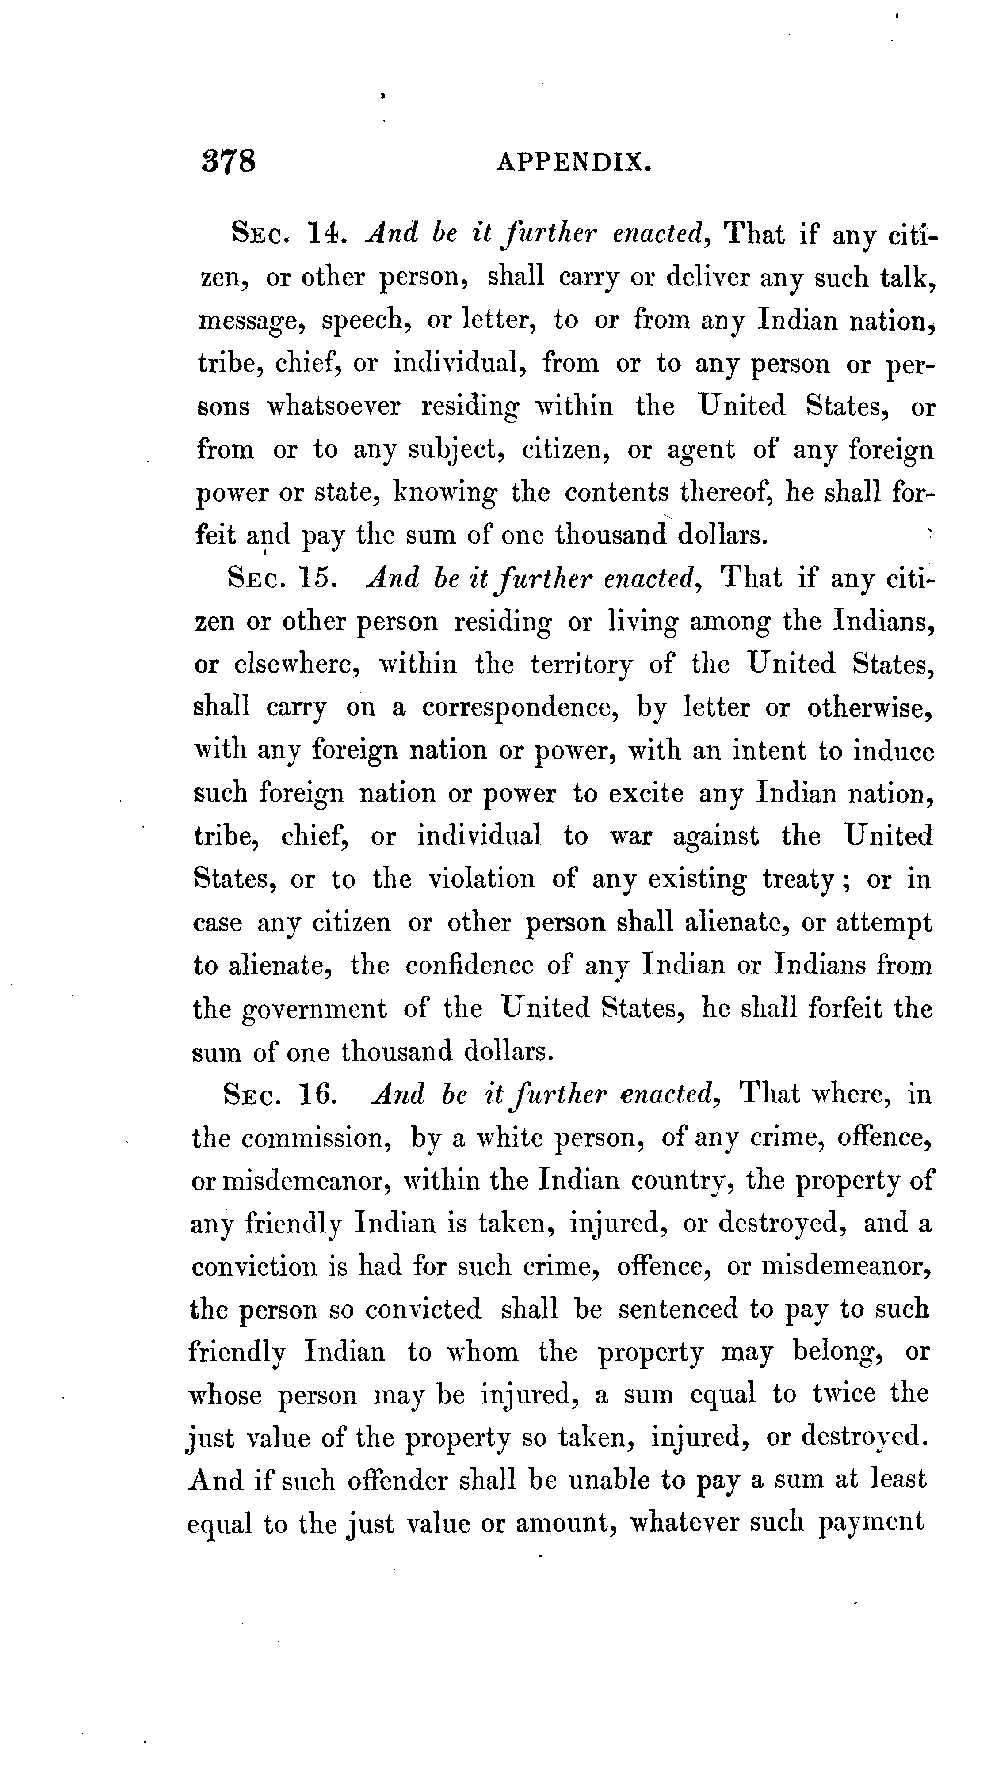 378 APPENDIX.
SEC. 14. And be it further enacted, That if any citi-
zen, or other person, shall carry or deliver any such talk,
message, speech, or letter, to or from any Indian nation,
tribe, chief, or individual, from or to any person or per-
sons whatsoever residing within the United States, or
from or to any subject, citizen, or agent of any foreign
power or state, knowing the contents thereof, he shall for-
feit and pay the sum of one thousand dollars.
SEC. 15. And be it further enacted, That if any citi-
zen or other person residing or living among the Indians,
or elsewhere, within the territory of the United States,
shall carry on a correspondence, by letter or otherwise,
with any foreign nation or power, with an intent to induce
such foreign nation or power to excite any Indian nation,
tribe, chief, or individual to war against the United
States, or to the violation of any existing treaty; or in
case any citizen or other person shall alienate, or attempt
to alienate, the confidence of any Indian or Indians from
the government of the United States, he shall forfeit the
sum of one thousand dollars.
SEC. 16. And be it further enacted, That where, in
the commission, by a white person, of any crime, offence,
or misdemeanor, within the Indian country, the property of
any friendly Indian is taken, injured, or destroyed, and a
conviction is had for such crime, offence, or misdemeanor,
the person so convicted shall be sentenced to pay to such
friendly Indian to whom the property may belong, or
whose person may be injured, a sum equal to twice the
just value of the property so taken, injured, or destroyed.
And if such offender shall be unable to pay a sum at least
equal to the just value or amount, whatever such payment